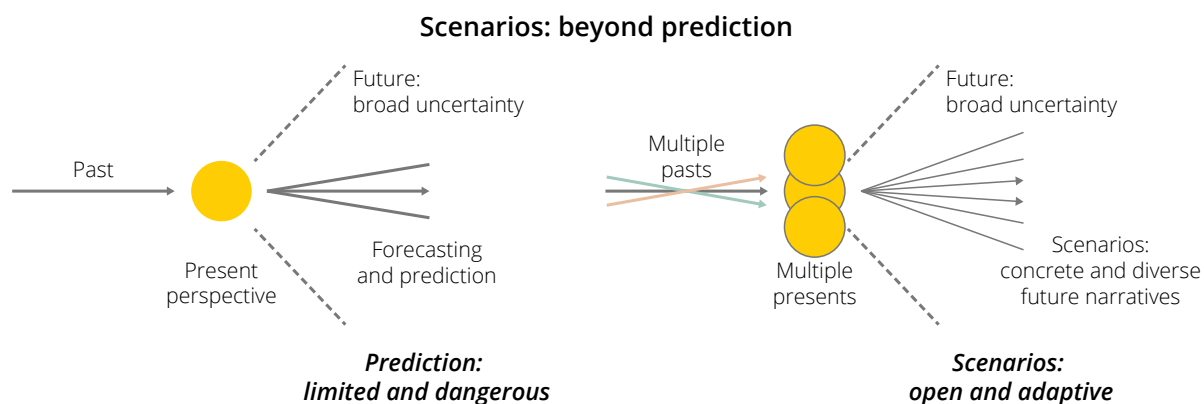 Scenarios: beyond prediction
Past
Future:
broad uncertainty
Present
perspective
Forecasting
and prediction
Prediction:
limited and dangerous
Multiple
pasts
Future:
broad uncertainty
Multiple
presents
Scenarios:
concrete and diverse
future narratives
Scenarios:
open and adaptive